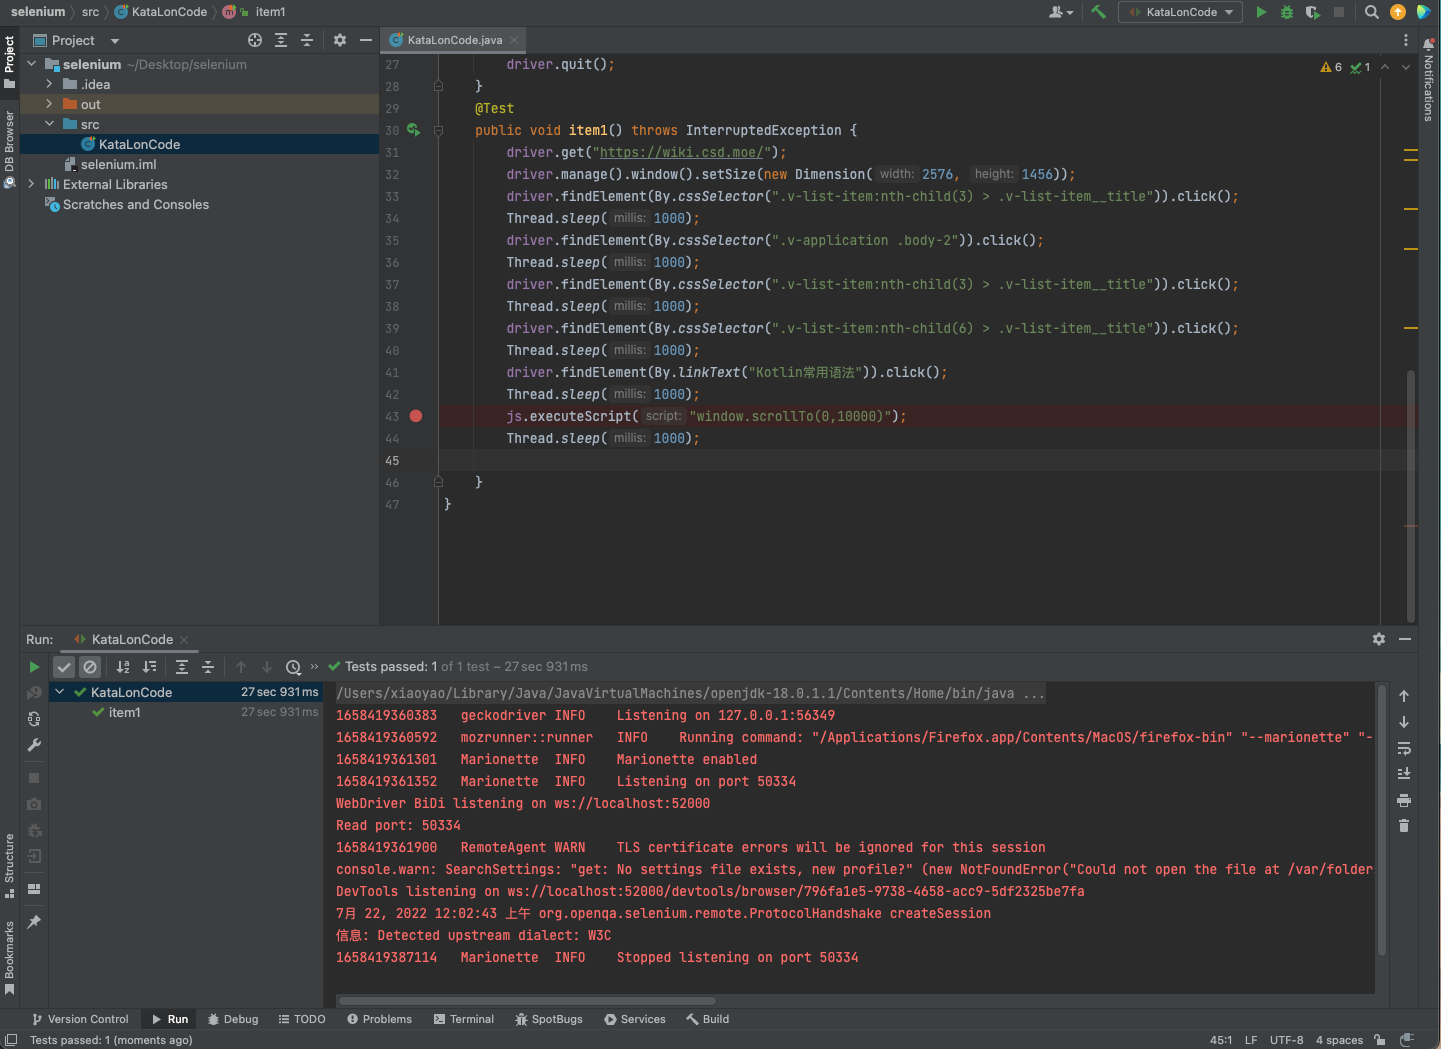 selenium src KataLonCode item1 KataLonCode
Project KataLonCode.java
Project
DB Browser
Structure
Bookmarks
Notifications
selenium ~/Desktop/selenium
.idea
out
src
KataLonCode
selenium.iml
External Libraries
Scratches and Consoles
6 1
27 driver.quit();
28 }
29 @Test
30 public void item1() throws InterruptedException {
31 driver.get("https://wiki.csd.moe/");
32 driver.manage().window().setSize(new Dimension( width: 2576, height: 1456));
33 driver.findElement(By.cssSelector(".v-list-item:nth-child(3) > .v-list-item__title")).click();
34 Thread.sleep( millis: 1000);
35 driver.findElement(By.cssSelector(".v-application .body-2")).click();
36 Thread.sleep( millis: 1000);
37 driver.findElement(By.cssSelector(".v-list-item:nth-child(3) > .v-list-item__title")).click();
38 Thread.sleep( millis: 1000);
39 driver.findElement(By.cssSelector(".v-list-item:nth-child(6) > .v-list-item__title")).click();
40 Thread.sleep( millis: 1000);
41 driver.findElement(By.linkText("Kotlin常用语法")).click();
42 Thread.sleep( millis: 1000);
43 js.executeScript( script: "window.scrollTo(0,10000)");
44 Thread.sleep( millis: 1000);
45
46 }
47 }
Run: KataLonCode
Tests passed: 1 of 1 test – 27 sec 931 ms
KataLonCode 27 sec 931 ms
item1 27 sec 931 ms
/Users/xiaoyao/Library/Java/JavaVirtualMachines/openjdk-18.0.1.1/Contents/Home/bin/java ...
1658419360383 geckodriver INFO Listening on 127.0.0.1:56349
1658419360592 mozrunner::runner INFO Running command: "/Applications/Firefox.app/Contents/MacOS/firefox-bin" "--marionette" "-
1658419361301 Marionette INFO Marionette enabled
1658419361352 Marionette INFO Listening on port 50334
WebDriver BiDi listening on ws://localhost:52000
Read port: 50334
1658419361900 RemoteAgent WARN TLS certificate errors will be ignored for this session
console.warn: SearchSettings: "get: No settings file exists, new profile?" (new NotFoundError("Could not open the file at /var/folder
DevTools listening on ws://localhost:52000/devtools/browser/796fa1e5-9738-4658-acc9-5df2325be7fa
7月 22, 2022 12:02:43 上午 org.openqa.selenium.remote.ProtocolHandshake createSession
信息: Detected upstream dialect: W3C
1658419387114 Marionette INFO Stopped listening on port 50334
Version Control Run Debug TODO Problems Terminal SpotBugs Services Build
Tests passed: 1 (moments ago) 45:1 LF UTF-8 4 spaces